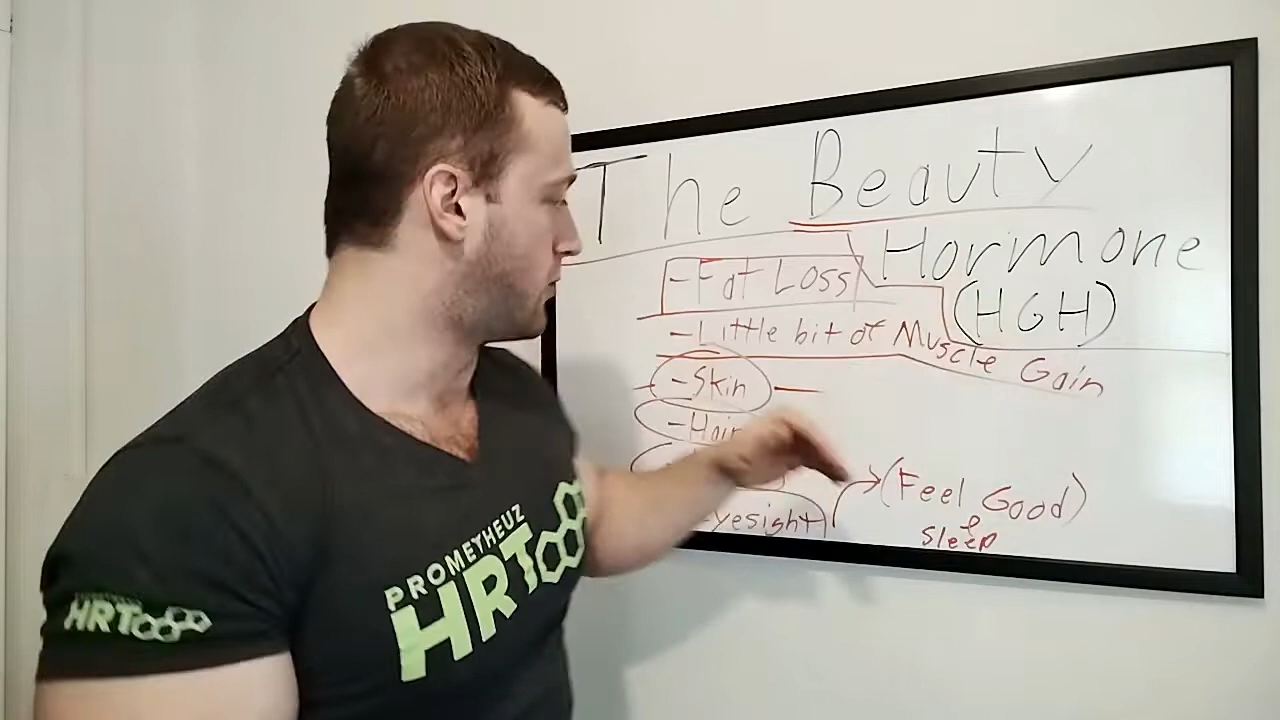 The Beauty
Hormone
(HGH)
- Fat Loss
- Little bit of Muscle Gain
- Skin
- Hair
yesight
(Feel Good)
& Sleep
PROMETHEUZ
HRT
HRT